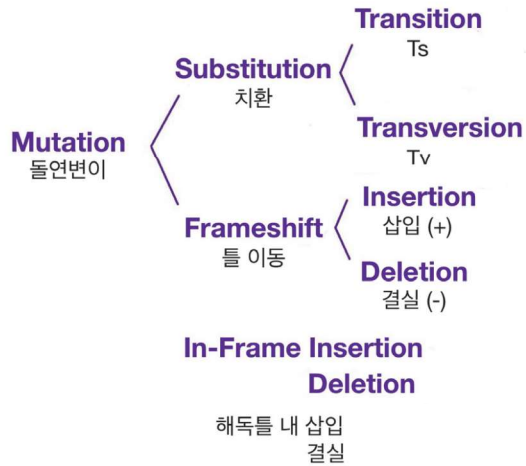 Mutation
돌연변이
Substitution
치환
Transition
Ts
Transversion
Tv
Frameshift
틀 이동
Insertion
삽입 (+)
Deletion
결실 (-)
In-Frame Insertion
Deletion
해독틀 내 삽입
결실